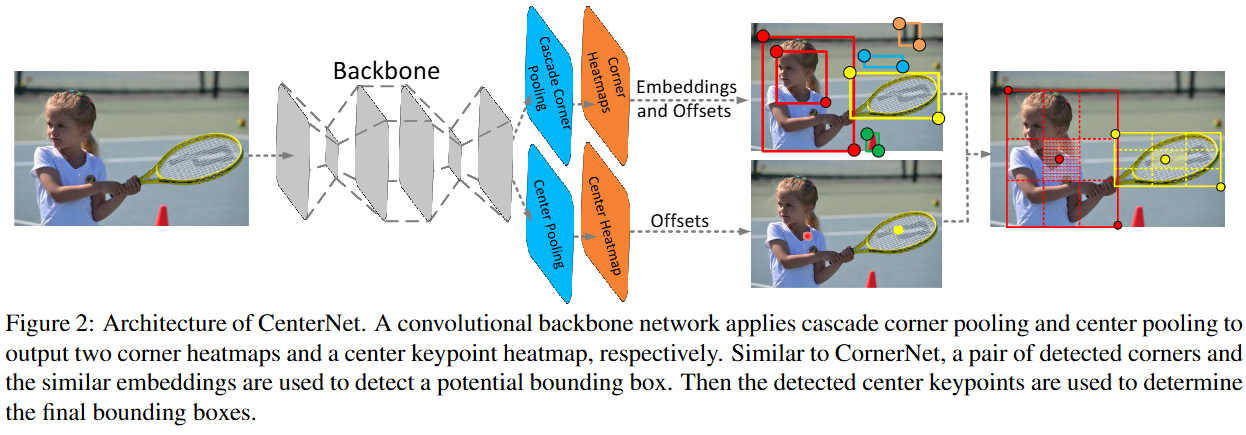 Backbone
Cascade Corner
Pooling
Corner
Heatmaps
Embeddings
and Offsets
Center Pooling
Center Heatmap
Offsets
Figure 2: Architecture of CenterNet. A convolutional backbone network applies cascade corner pooling and center pooling to
output two corner heatmaps and a center keypoint heatmap, respectively. Similar to CornerNet, a pair of detected corners and
the similar embeddings are used to detect a potential bounding box. Then the detected center keypoints are used to determine
the final bounding boxes.